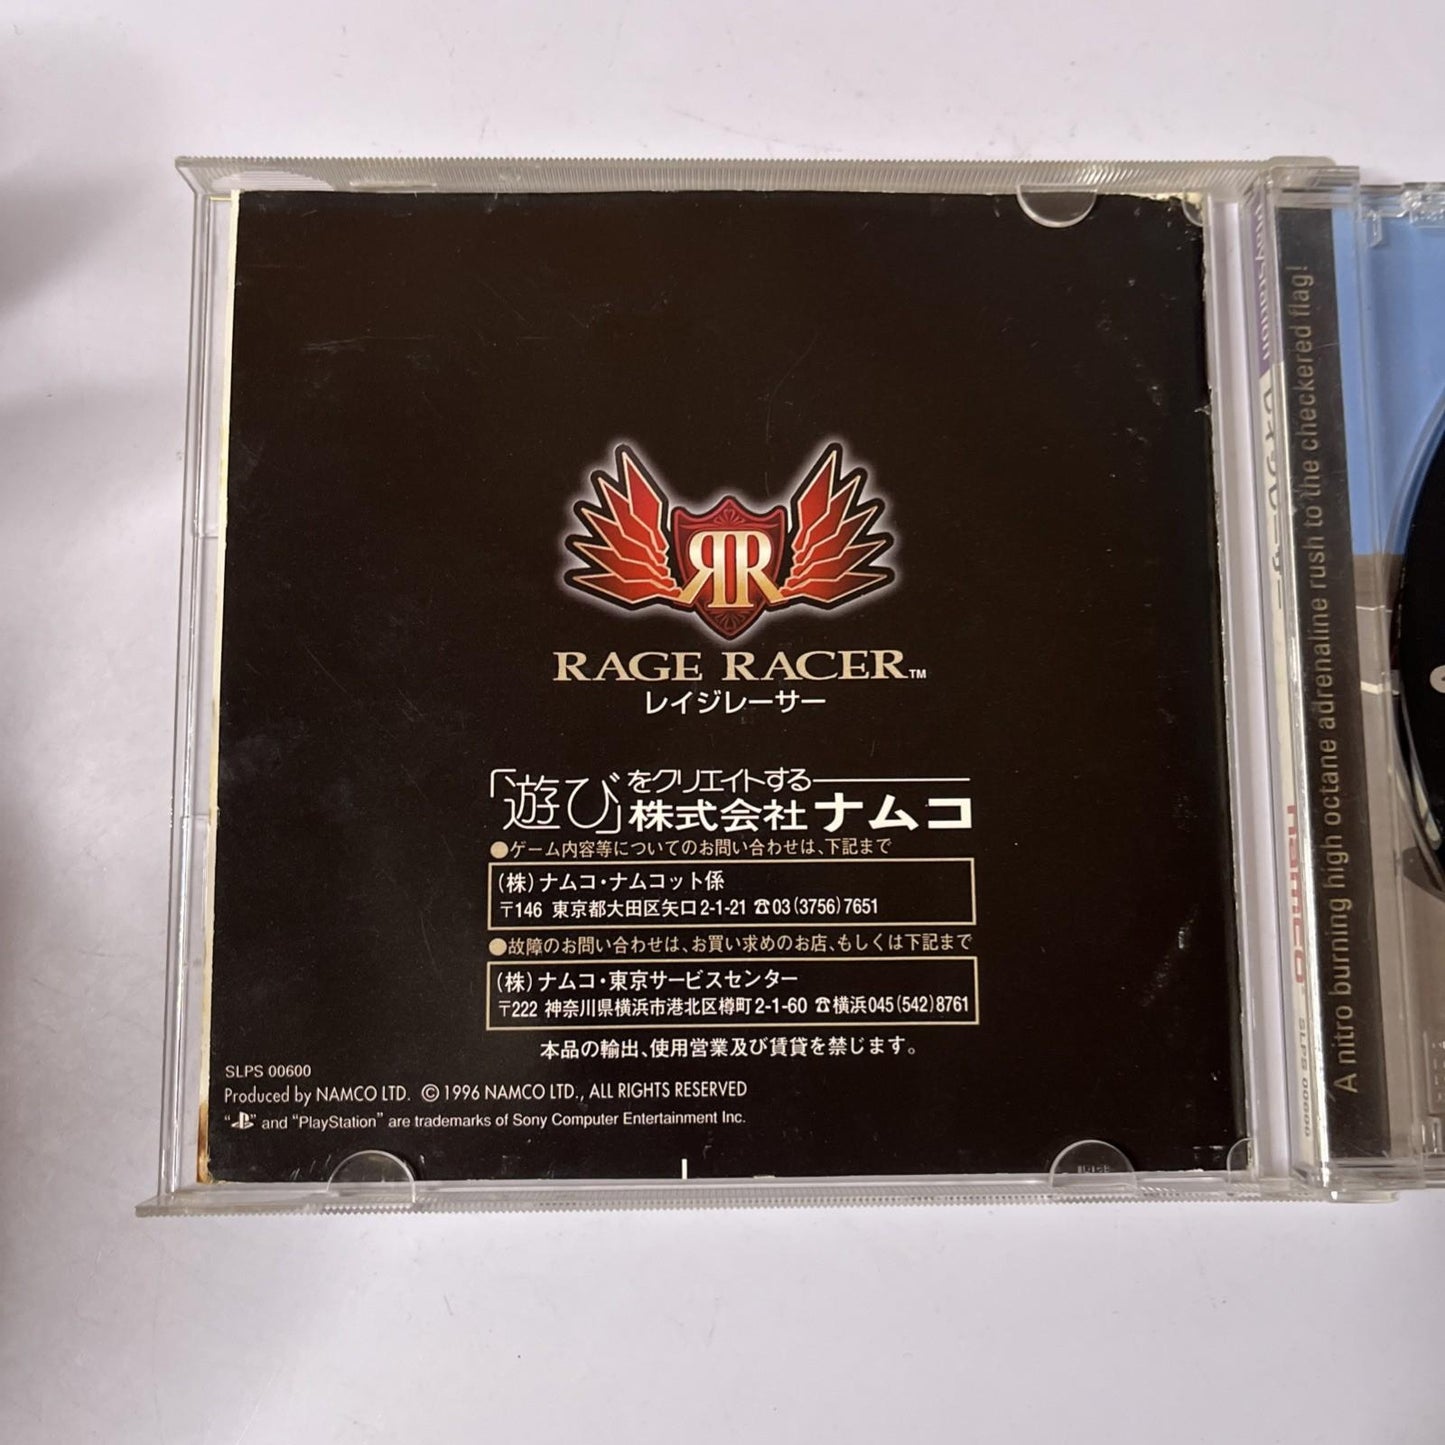 RR
RAGE RACER™
レイジレーサー
「遊び」をクリエイトする
株式会社ナムコ
●ゲーム内容等についてのお問い合わせは、下記まで
(株)ナムコ・ナムコット係
〒146 東京都大田区矢口2-1-21 ☎03(3756)7651
●故障のお問い合わせは、お買い求めのお店、もしくは下記まで
(株)ナムコ・東京サービスセンター
〒222 神奈川県横浜市港北区樽町2-1-60 ☎横浜045(542)8761
本品の輸出、使用営業及び賃貸を禁じます。
SLPS 00600
Produced by NAMCO LTD. ©1996 NAMCO LTD., ALL RIGHTS RESERVED
"PS" and "PlayStation" are trademarks of Sony Computer Entertainment Inc.
PlayStation
レイジレーサー
namco
SLPS 00600
A nitro burning high octane adrenaline rush to the checkered flag!